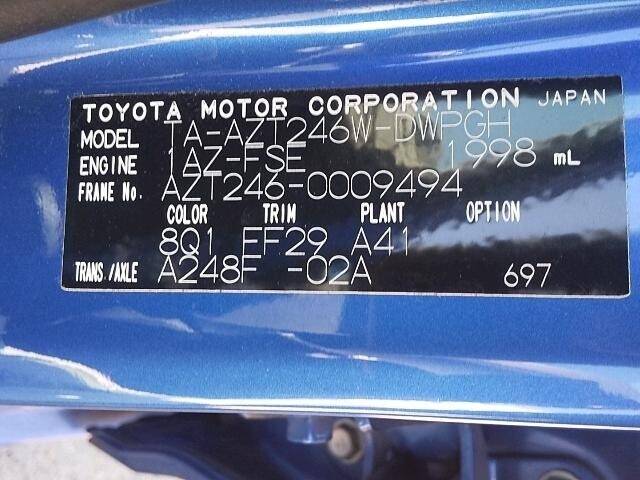 TOYOTA MOTOR CORPORATION JAPAN
MODEL TA-AZT246W-DWPGH
ENGINE 1AZ-FSE 1998 mL
FRAME No. AZT246-0009494
COLOR TRIM PLANT OPTION
8Q1 FF29 A41
TRANS./AXLE A248F -02A 697